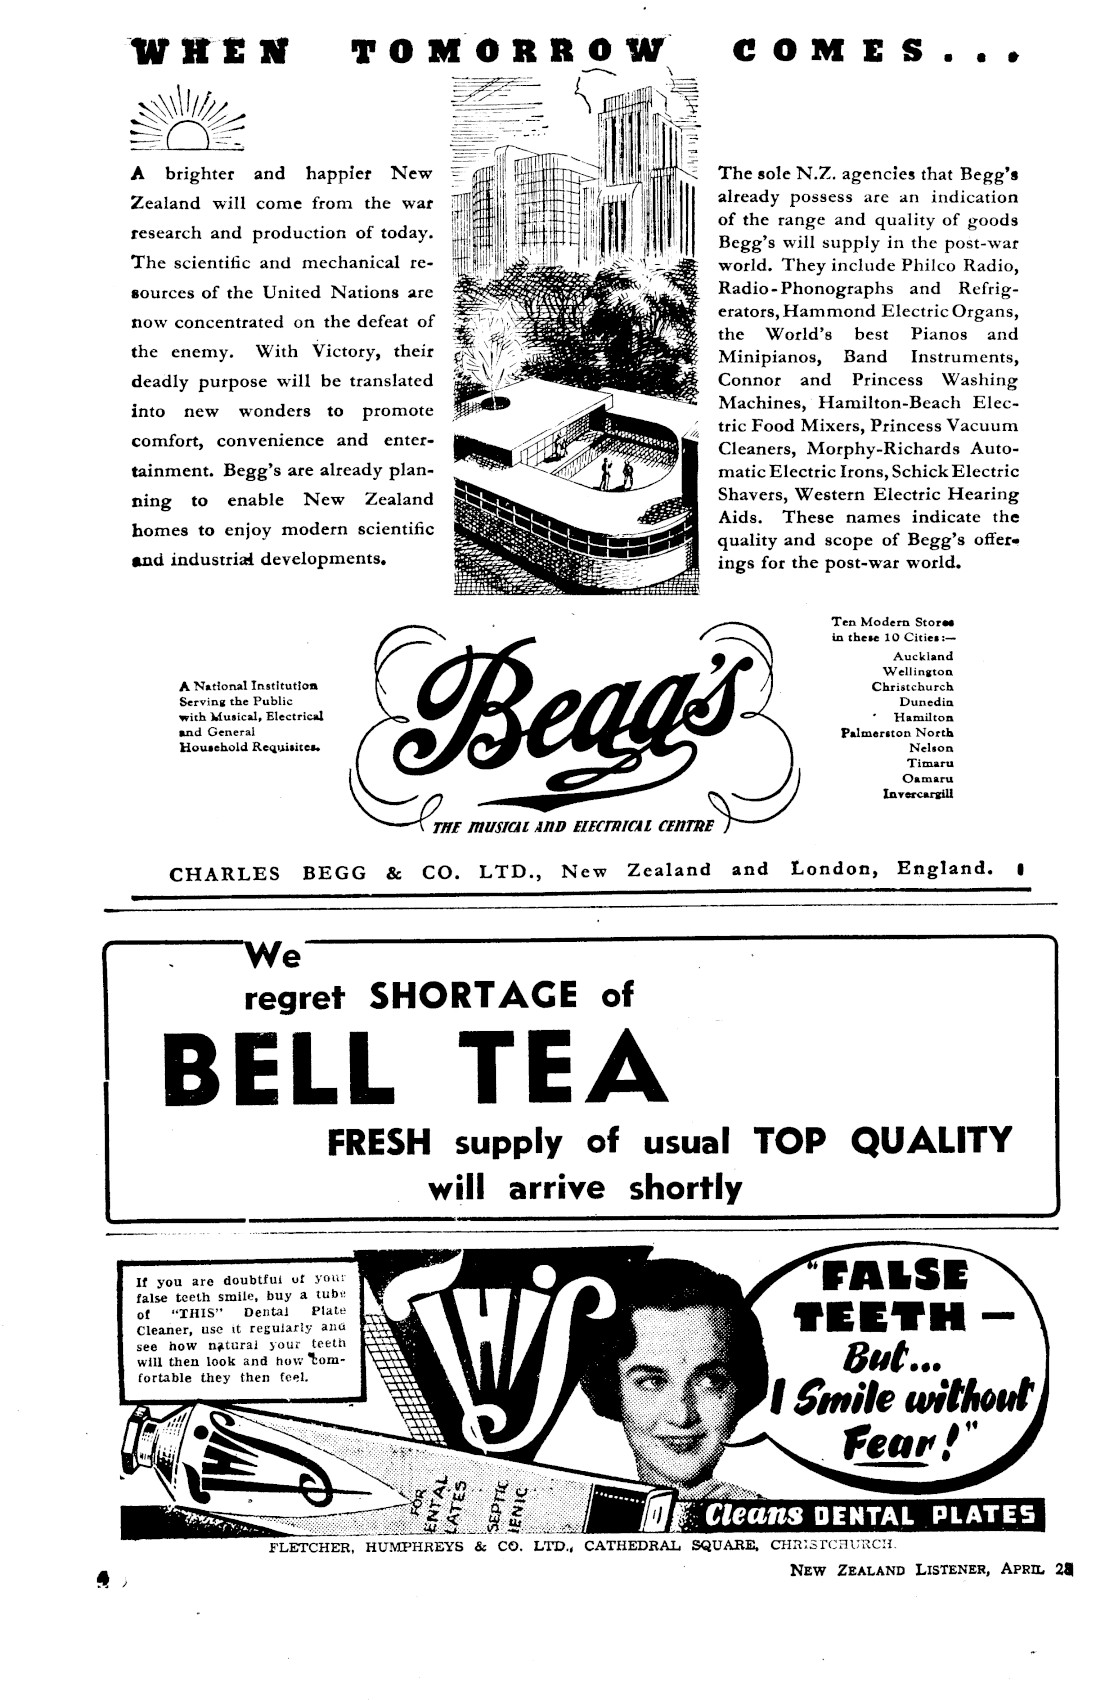 WHEN TOMORROW COMES...
A brighter and happier New
Zealand will come from the war
research and production of today.
The scientific and mechanical re-
sources of the United Nations are
now concentrated on the defeat of
the enemy. With Victory, their
deadly purpose will be translated
into new wonders to promote
comfort, convenience and enter-
tainment. Begg's are already plan-
ning to enable New Zealand
homes to enjoy modern scientific
and industrial developments.
The sole N.Z. agencies that Begg's
already possess are an indication
of the range and quality of goods
Begg's will supply in the post-war
world. They include Philco Radio,
Radio-Phonographs and Refrig-
erators, Hammond Electric Organs,
the World's best Pianos and
Minipianos, Band Instruments,
Connor and Princess Washing
Machines, Hamilton-Beach Elec-
tric Food Mixers, Princess Vacuum
Cleaners, Morphy-Richards Auto-
matic Electric Irons, Schick Electric
Shavers, Western Electric Hearing
Aids. These names indicate the
quality and scope of Begg's offer-
ings for the post-war world.
A National Institution
Serving the Public
with Musical, Electrical
and General
Household Requisites.
Begg's
THE MUSICAL AND ELECTRICAL CENTRE
Ten Modern Stores
in these 10 Cities:—
Auckland
Wellington
Christchurch
Dunedin
Hamilton
Palmerston North
Nelson
Timaru
Oamaru
Invercargill
CHARLES BEGG & CO. LTD., New Zealand and London, England.
We
regret SHORTAGE of
BELL TEA
FRESH supply of usual TOP QUALITY
will arrive shortly
If you are doubtful of your
false teeth smile, buy a tube
of "THIS" Dental Plate
Cleaner, use it regularly and
see how natural your teeth
will then look and how com-
fortable they then feel.
THIS
"FALSE
TEETH —
But...
I Smile without
Fear!"
THIS
FOR
ENTAL
LATES
SEPTIC
IENIC
Cleans DENTAL PLATES
FLETCHER, HUMPHREYS & CO. LTD., CATHEDRAL SQUARE, CHRISTCHURCH.
4
NEW ZEALAND LISTENER, APRIL 28